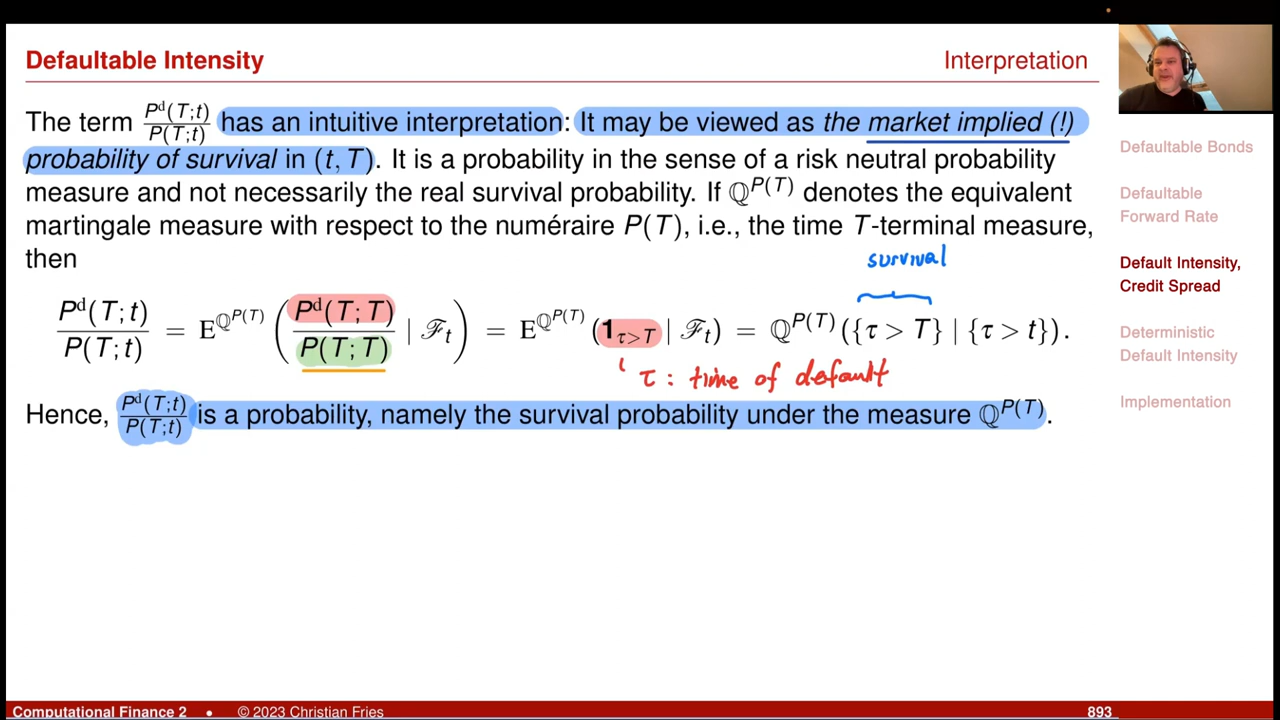 Defaultable Intensity
Interpretation
The term P^d(T;t)/P(T;t) has an intuitive interpretation: It may be viewed as the market implied (!)
probability of survival in (t, T). It is a probability in the sense of a risk neutral probability
measure and not necessarily the real survival probability. If ℚ^P(T) denotes the equivalent
martingale measure with respect to the numéraire P(T), i.e., the time T-terminal measure,
then
survival
P^d(T;t)/P(T;t) = E^ℚ^P(T) (P^d(T;T)/P(T;T) | ℱ_t) = E^ℚ^P(T) (𝟏_τ>T | ℱ_t) = ℚ^P(T) ({τ > T} | {τ > t}).
τ : time of default
Hence, P^d(T;t)/P(T;t) is a probability, namely the survival probability under the measure ℚ^P(T).
Defaultable Bonds
Defaultable
Forward Rate
Default Intensity,
Credit Spread
Deterministic
Default Intensity
Implementation
Computational Finance 2 • © 2023 Christian Fries
893